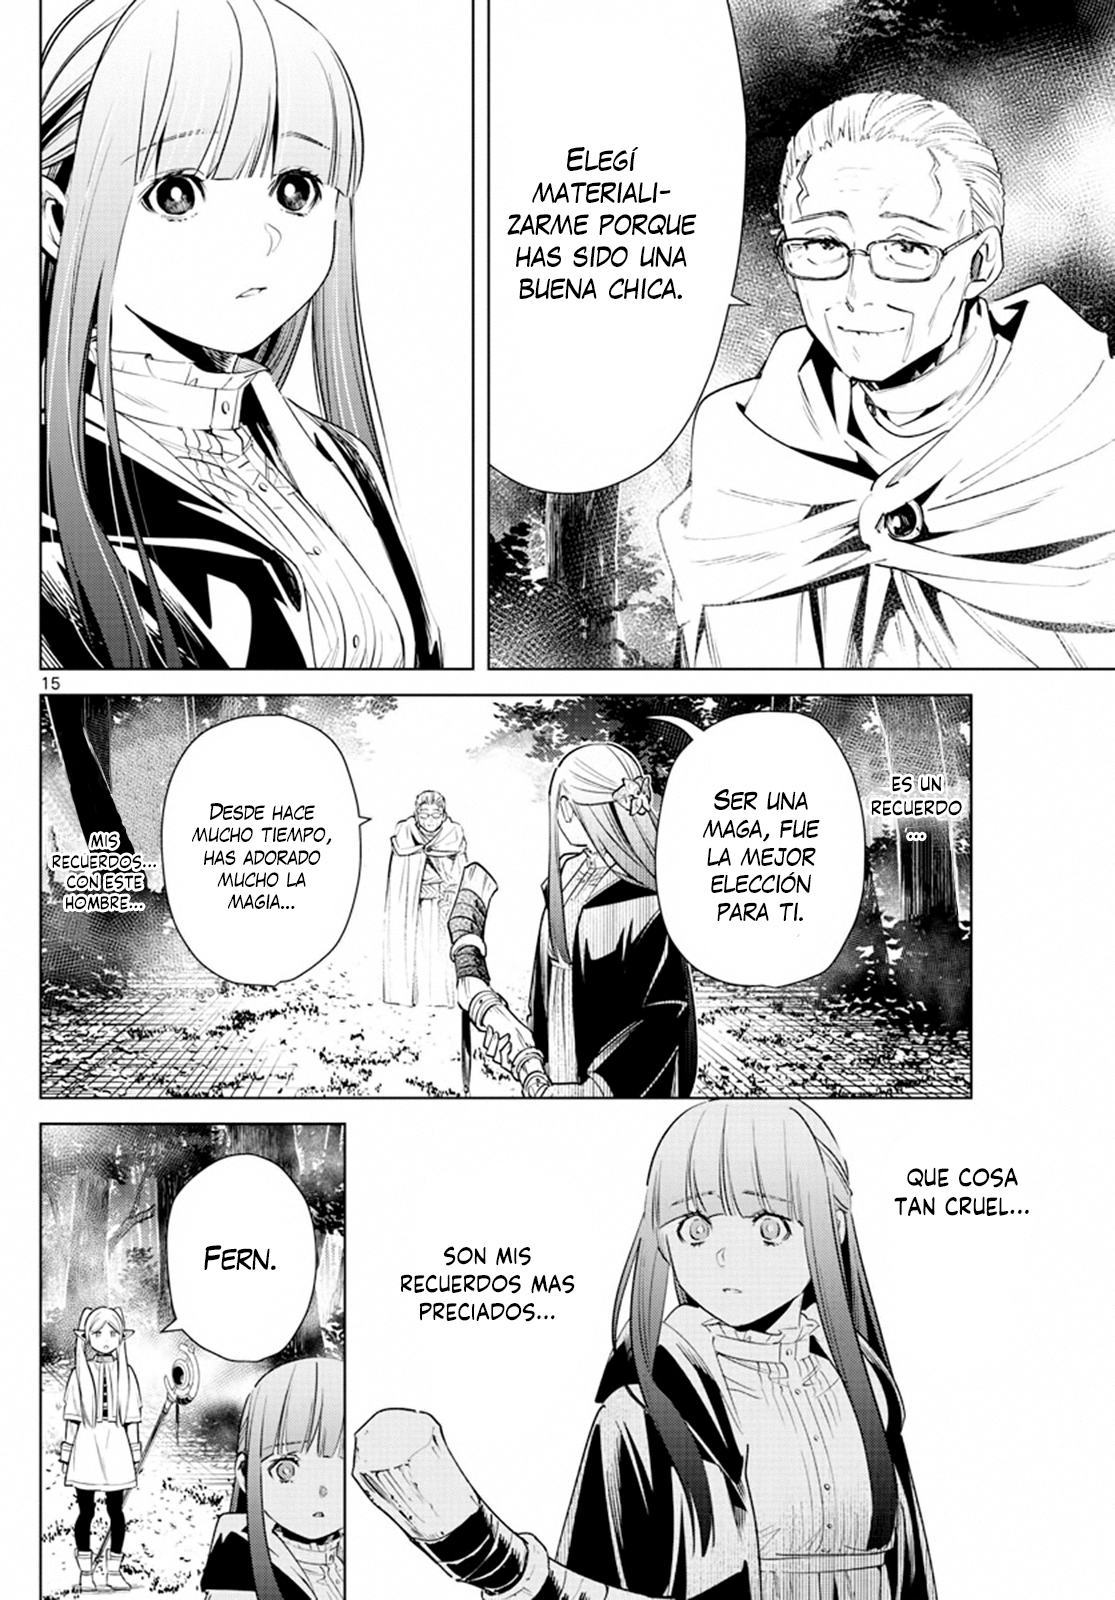 ELEGÍ
MATERIALI-
ZARME PORQUE
HAS SIDO UNA
BUENA CHICA.
15
ES UN
RECUERDO
...
SER UNA
MAGA, FUE
LA MEJOR
ELECCIÓN
PARA TI.
DESDE HACE
MUCHO TIEMPO,
HAS ADORADO
MUCHO LA
MAGIA...
MIS
RECUERDOS...
CON ESTE
HOMBRE...
QUE COSA
TAN CRUEL...
SON MIS
RECUERDOS MAS
PRECIADOS...
FERN.